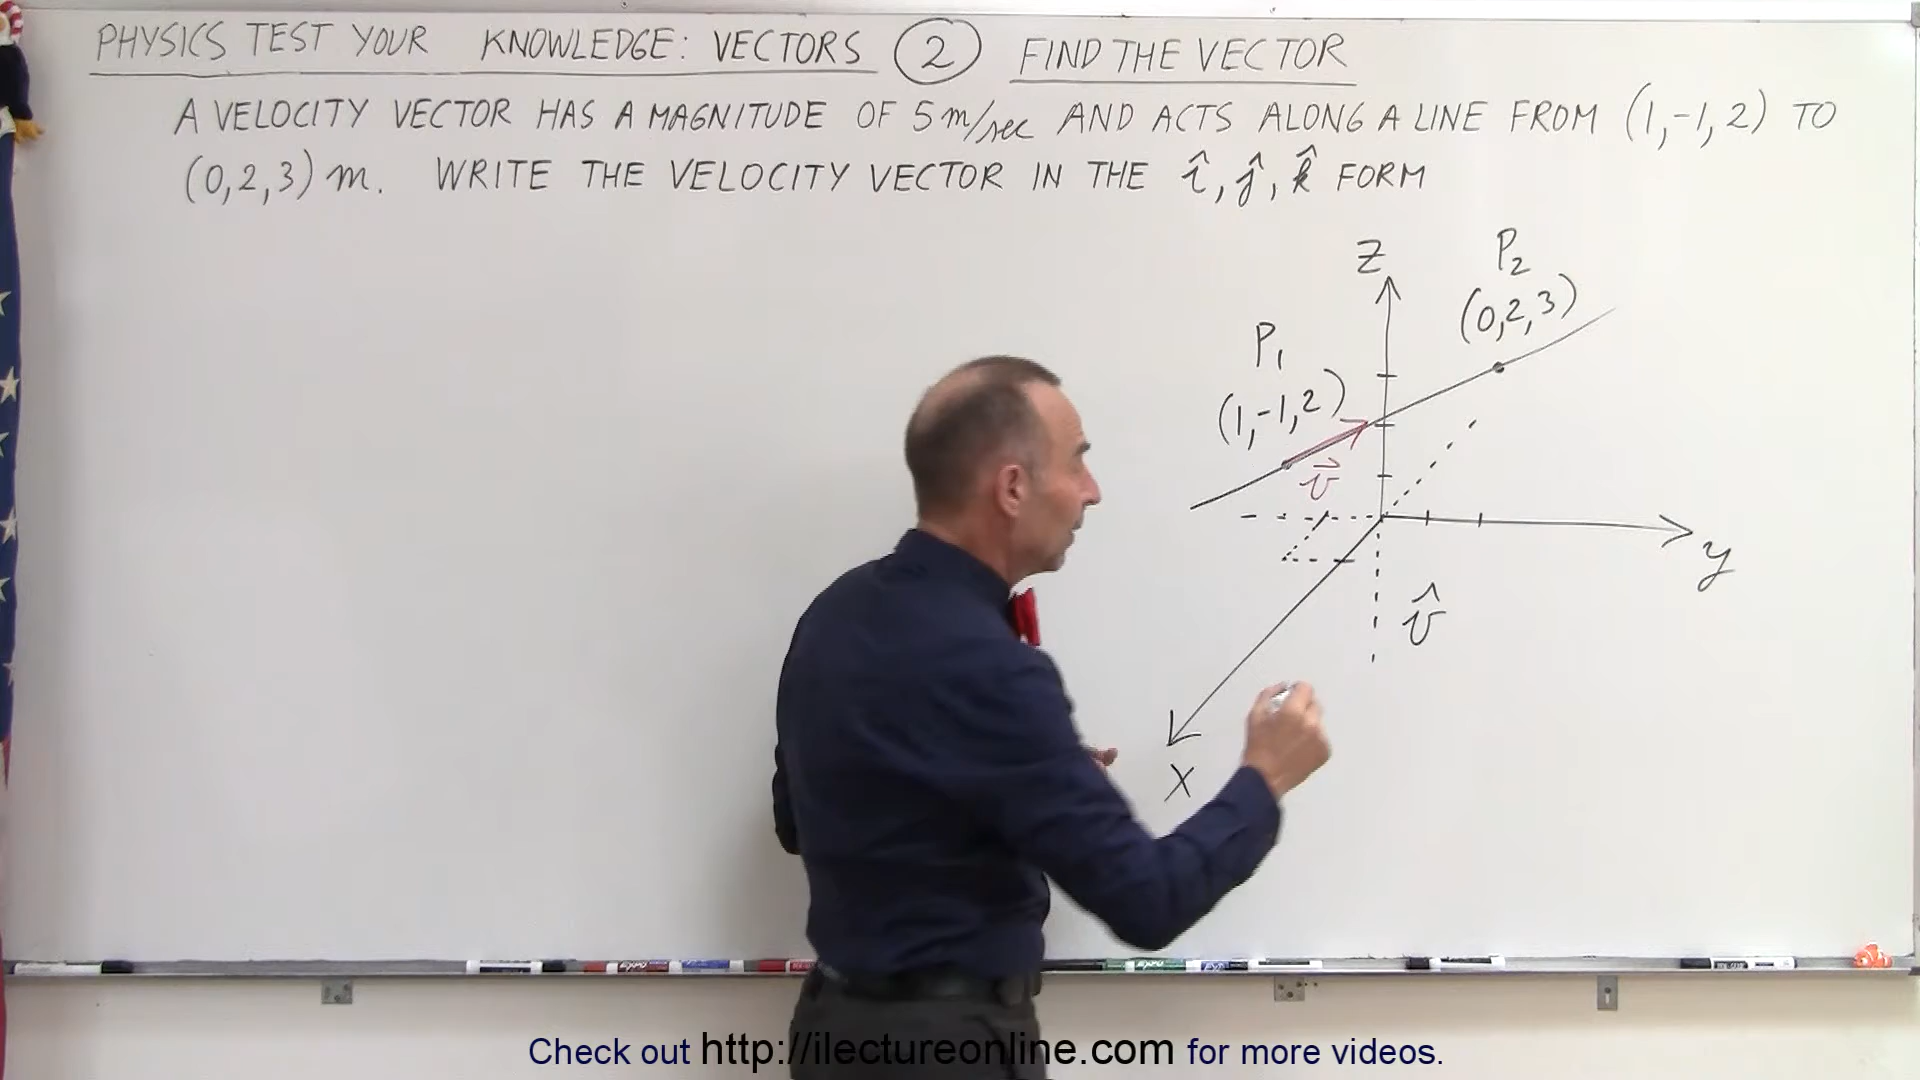 PHYSICS TEST YOUR KNOWLEDGE: VECTORS ② FIND THE VECTOR
A VELOCITY VECTOR HAS A MAGNITUDE OF 5 m/sec AND ACTS ALONG A LINE FROM (1,-1,2) TO
(0,2,3) m. WRITE THE VELOCITY VECTOR IN THE î, ĵ, k̂ FORM
Z
P₂
(0,2,3)
P₁
(1,-1,2)
v⃗
y
v̂
X
EXPO
Check out http://ilectureonline.com for more videos.